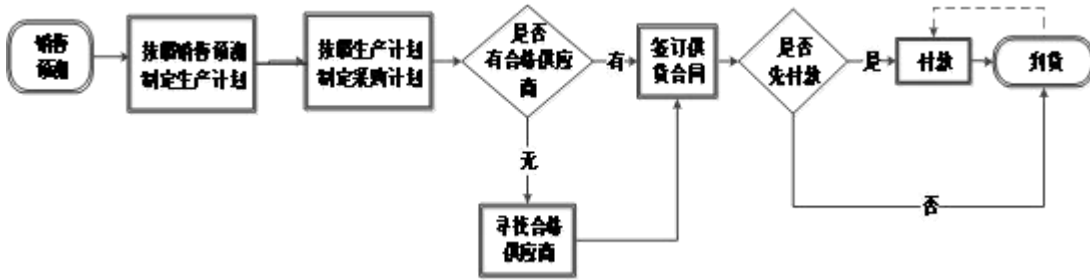 销售
预测
按照销售预测
制定生产计划
按照生产计划
制定采购计划
是否
有合格供应
商
有
无
寻找合格
供应商
签订供
货合同
是否
先付款
是
否
付款
到货